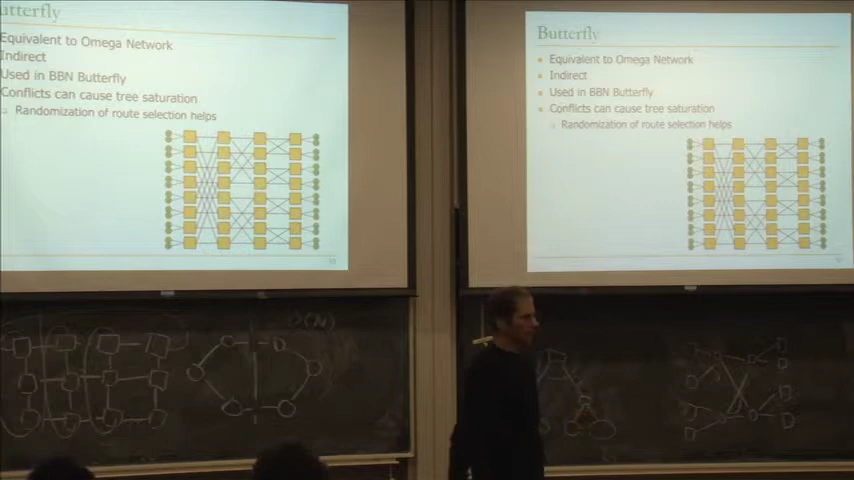 utterfly
Equivalent to Omega Network
Indirect
Used in BBN Butterfly
Conflicts can cause tree saturation
Randomization of route selection helps
Butterfly
Equivalent to Omega Network
Indirect
Used in BBN Butterfly
Conflicts can cause tree saturation
Randomization of route selection helps
O(N)